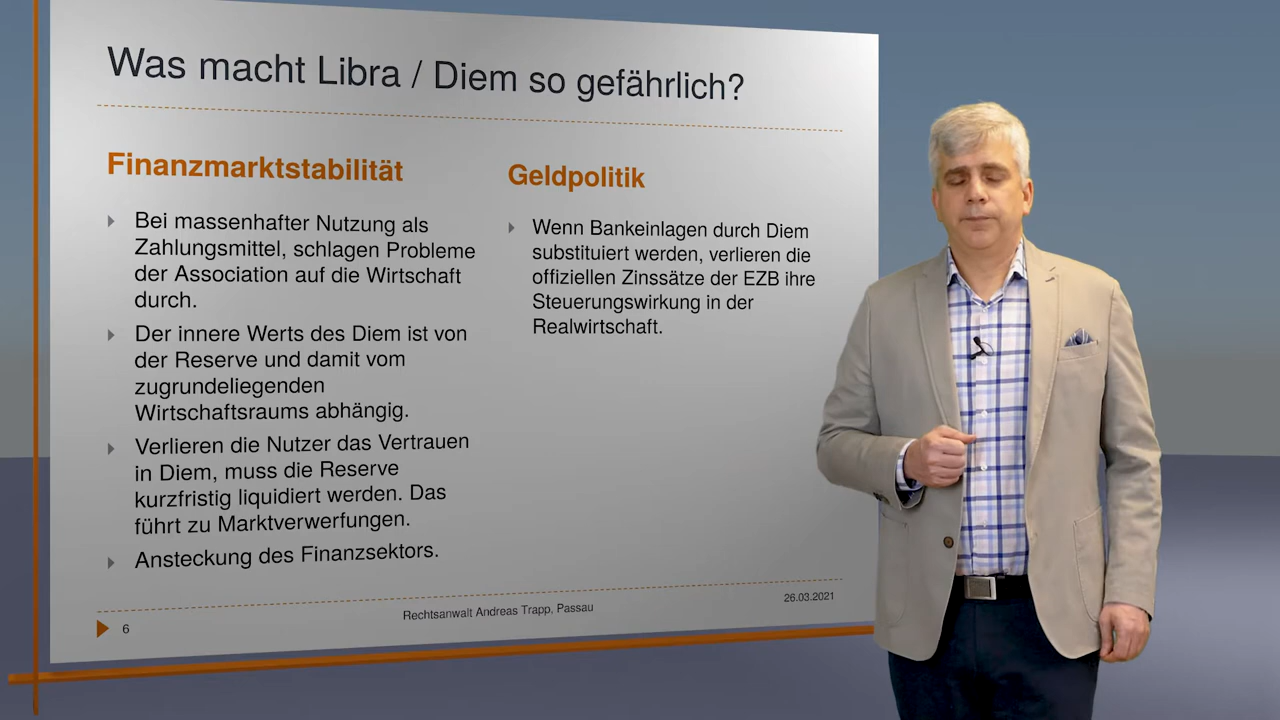 Was macht Libra / Diem so gefährlich?
Finanzmarktstabilität
Bei massenhafter Nutzung als
Zahlungsmittel, schlagen Probleme
der Association auf die Wirtschaft
durch.
Der innere Werts des Diem ist von
der Reserve und damit vom
zugrundeliegenden
Wirtschaftsraums abhängig.
Verlieren die Nutzer das Vertrauen
in Diem, muss die Reserve
kurzfristig liquidiert werden. Das
führt zu Marktverwerfungen.
Ansteckung des Finanzsektors.
Geldpolitik
Wenn Bankeinlagen durch Diem
substituiert werden, verlieren die
offiziellen Zinssätze der EZB ihre
Steuerungswirkung in der
Realwirtschaft.
6
Rechtsanwalt Andreas Trapp, Passau
26.03.2021